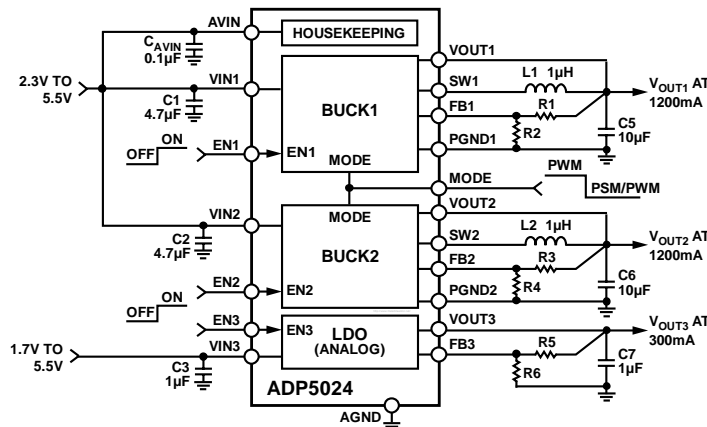 AVIN
HOUSEKEEPING
C_AVIN
0.1µF
VOUT1
2.3V TO
5.5V
VIN1
C1
4.7µF
BUCK1
SW1
L1 1µH
V_OUT1 AT
1200mA
FB1
R1
R2
C5
10µF
OFF
ON
EN1
EN1
PGND1
MODE
MODE
PWM
PSM/PWM
MODE
VOUT2
VIN2
C2
4.7µF
BUCK2
SW2
L2 1µH
V_OUT2 AT
1200mA
FB2
R3
R4
C6
10µF
OFF
ON
EN2
EN2
PGND2
EN3
EN3
VOUT3
V_OUT3 AT
300mA
1.7V TO
5.5V
VIN3
LDO
(ANALOG)
FB3
R5
R6
C7
1µF
C3
1µF
ADP5024
AGND